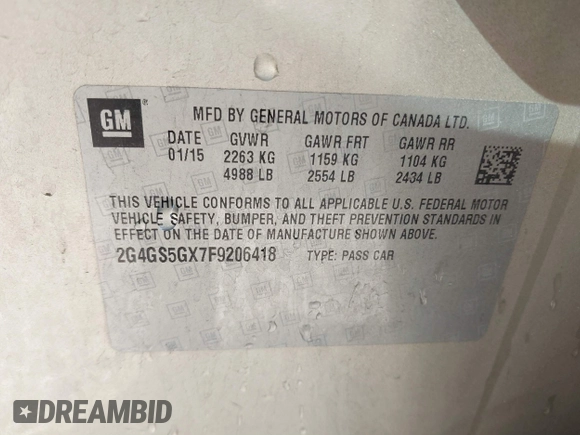 GM
®
MFD BY GENERAL MOTORS OF CANADA LTD.
DATE GVWR GAWR FRT GAWR RR
01/15 2263 KG 1159 KG 1104 KG
4988 LB 2554 LB 2434 LB
THIS VEHICLE CONFORMS TO ALL APPLICABLE U.S. FEDERAL MOTOR
VEHICLE SAFETY, BUMPER, AND THEFT PREVENTION STANDARDS IN
EFFECT ON THE DATE OF MANUFACTURE SHOWN ABOVE.
2G4GS5GX7F9206418 TYPE: PASS CAR
DREAMBID